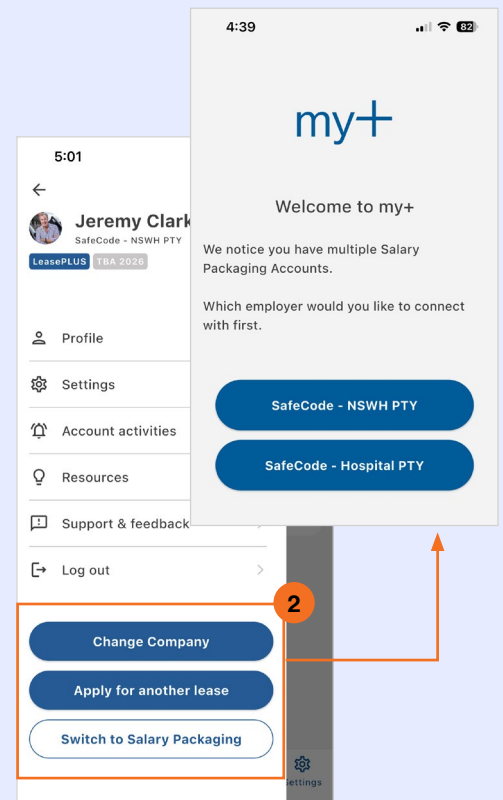 4:39
82
my+
Welcome to my+
We notice you have multiple Salary
Packaging Accounts.
Which employer would you like to connect
with first.
SafeCode - NSWH PTY
SafeCode - Hospital PTY
5:01
Jeremy Clark
SafeCode - NSWH PTY
LeasePLUS
TBA 2026
Profile
Settings
Account activities
Resources
Support & feedback
Log out
2
Change Company
Apply for another lease
Switch to Salary Packaging
ettings